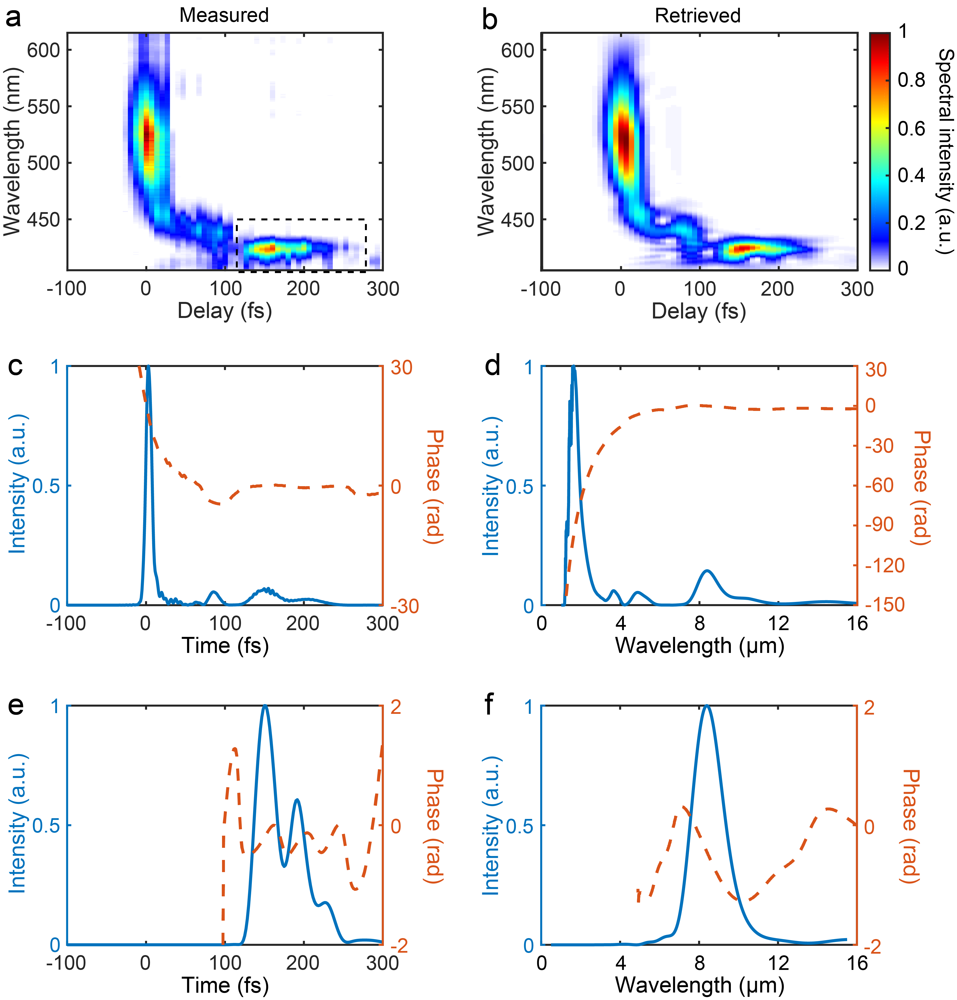 a
Measured
Wavelength (nm)
600
550
500
450
-100
0
100
200
300
Delay (fs)
b
Retrieved
Wavelength (nm)
600
550
500
450
-100
0
100
200
300
Delay (fs)
1
0.8
0.6
0.4
0.2
0
Spectral intensity (a.u.)
c
Intensity (a.u.)
1
0.5
0
30
0
-30
Phase (rad)
-100
0
100
200
300
Time (fs)
d
Intensity (a.u.)
1
0.5
0
30
0
-30
-60
-90
-120
-150
Phase (rad)
0
4
8
12
16
Wavelength (µm)
e
Intensity (a.u.)
1
0.5
0
2
0
-2
Phase (rad)
-100
0
100
200
300
Time (fs)
f
Intensity (a.u.)
1
0.5
0
2
0
-2
Phase (rad)
0
4
8
12
16
Wavelength (µm)